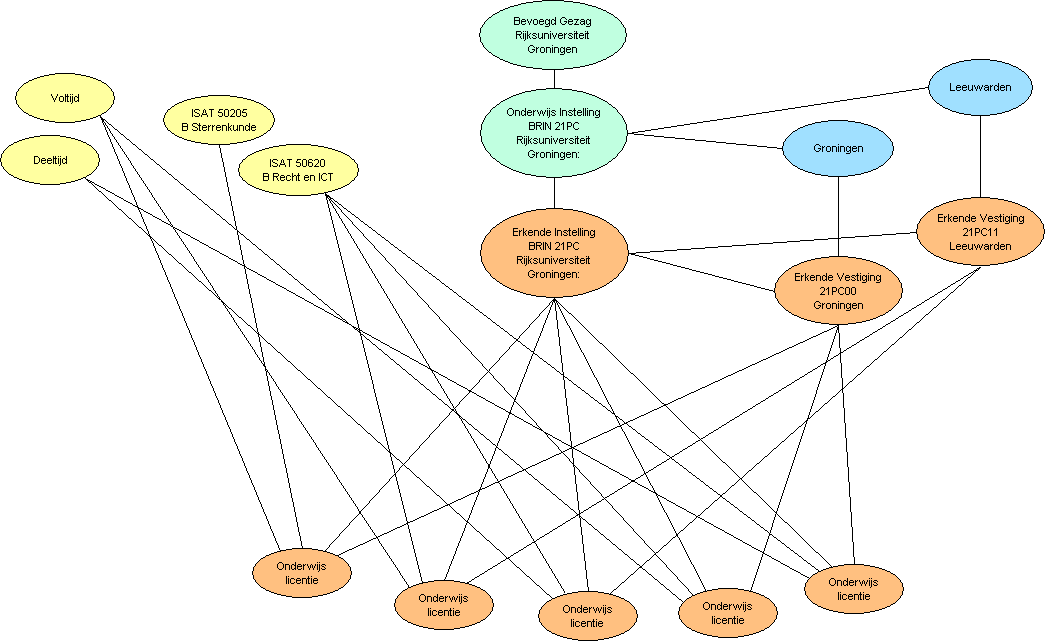 Bevoegd Gezag
Rijksuniversiteit
Groningen
Voltijd
ISAT 50205
B Sterrenkunde
Onderwijs Instelling
BRIN 21PC
Rijksuniversiteit
Groningen:
Leeuwarden
Deeltijd
ISAT 50620
B Recht en ICT
Groningen
Erkende Instelling
BRIN 21PC
Rijksuniversiteit
Groningen:
Erkende Vestiging
21PC11
Leeuwarden
Erkende Vestiging
21PC00
Groningen
Onderwijs
licentie
Onderwijs
licentie
Onderwijs
licentie
Onderwijs
licentie
Onderwijs
licentie